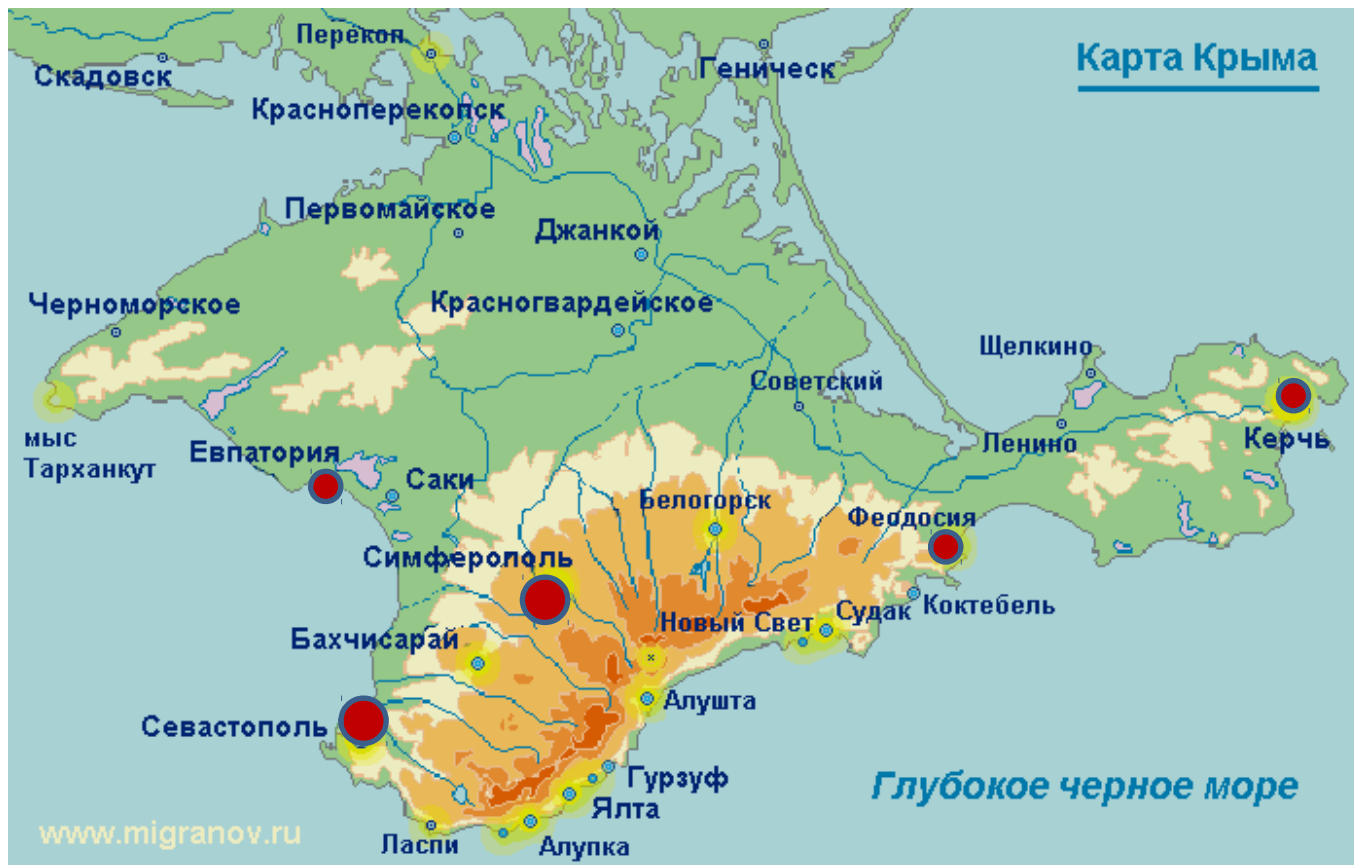 Перекоп
Скадовск
Геническ
Карта Крыма
Красноперекопск
Первомайское
Джанкой
Черноморское
Красногвардейское
Щелкино
Советский
мыс
Тарханкут
Евпатория
Саки
Ленино
Керчь
Белогорск
Феодосия
Симферополь
Новый Свет
Судак
Коктебель
Бахчисарай
Алушта
Севастополь
Гурзуф
Глубокое черное море
Ялта
www.migranov.ru
Ласпи
Алупка